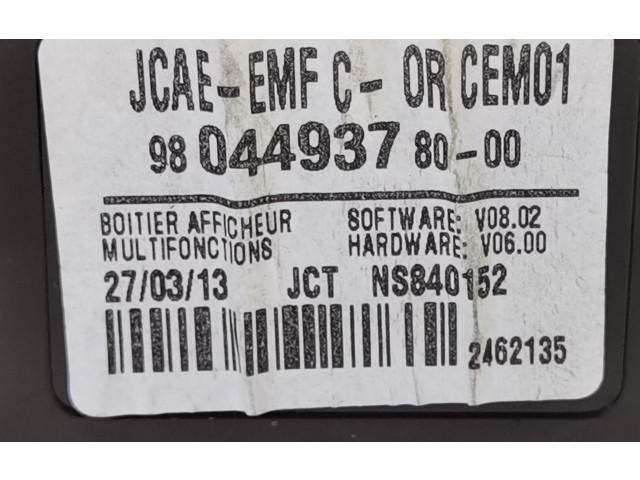 JCAE-EMF C- OR CEM01
98 044937 80-00
BOITIER AFFICHEUR SOFTWARE: V08.02
MULTIFONCTIONS HARDWARE: V06.00
27/03/13 JCT NS840152
2462135